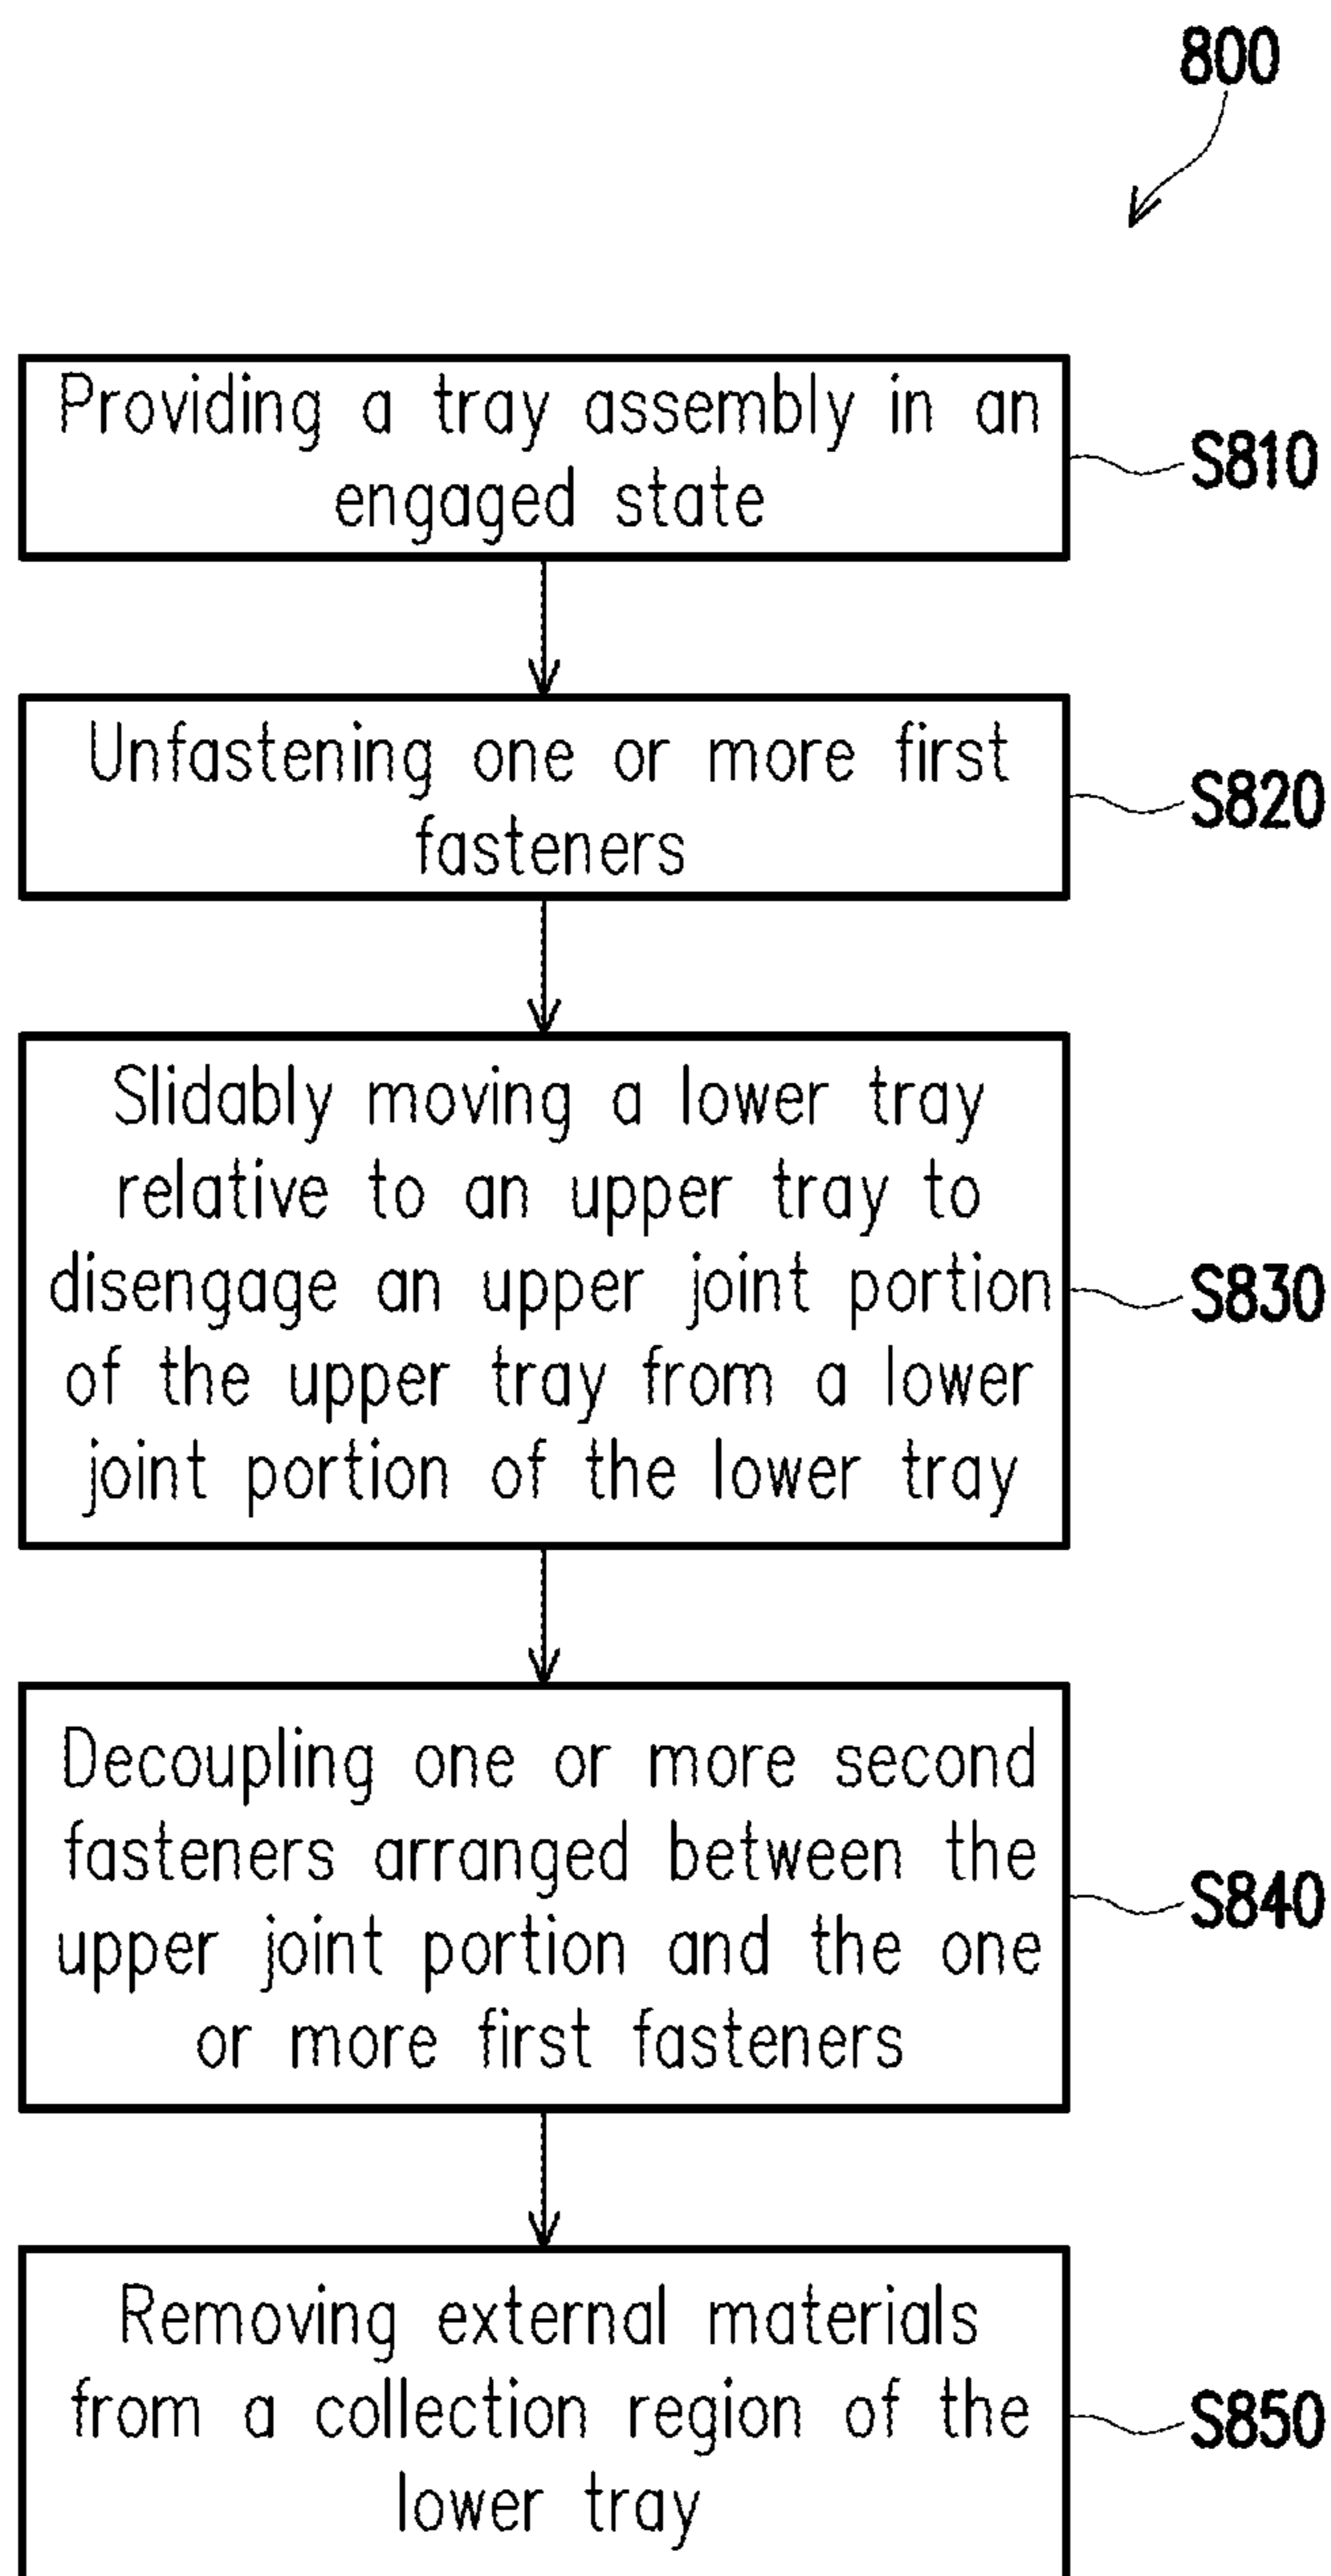 800
Providing a tray assembly in an
engaged state
S810
Unfastening one or more first
fasteners
S820
Slidably moving a lower tray
relative to an upper tray to
disengage an upper joint portion
of the upper tray from a lower
joint portion of the lower tray
S830
Decoupling one or more second
fasteners arranged between the
upper joint portion and the one
or more first fasteners
S840
Removing external materials
from a collection region of the
lower tray
S850